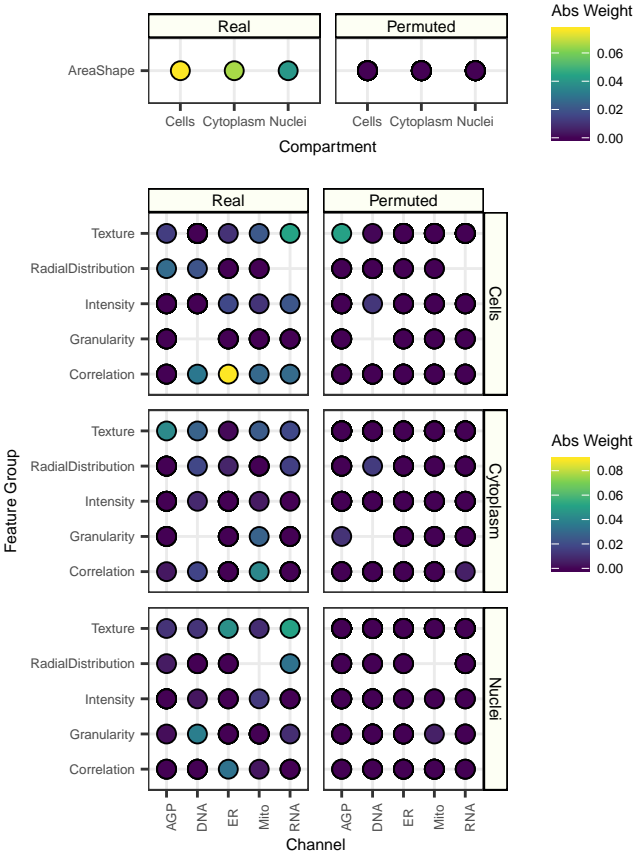 Real
Permuted
AreaShape
Cells
Cytoplasm
Nuclei
Cells
Cytoplasm
Nuclei
Compartment
Abs Weight
0.06
0.04
0.02
0.00
Real
Permuted
Texture
RadialDistribution
Intensity
Granularity
Correlation
Cells
Texture
RadialDistribution
Intensity
Granularity
Correlation
Cytoplasm
Texture
RadialDistribution
Intensity
Granularity
Correlation
Nuclei
Feature Group
AGP
DNA
ER
Mito
RNA
AGP
DNA
ER
Mito
RNA
Channel
Abs Weight
0.08
0.06
0.04
0.02
0.00